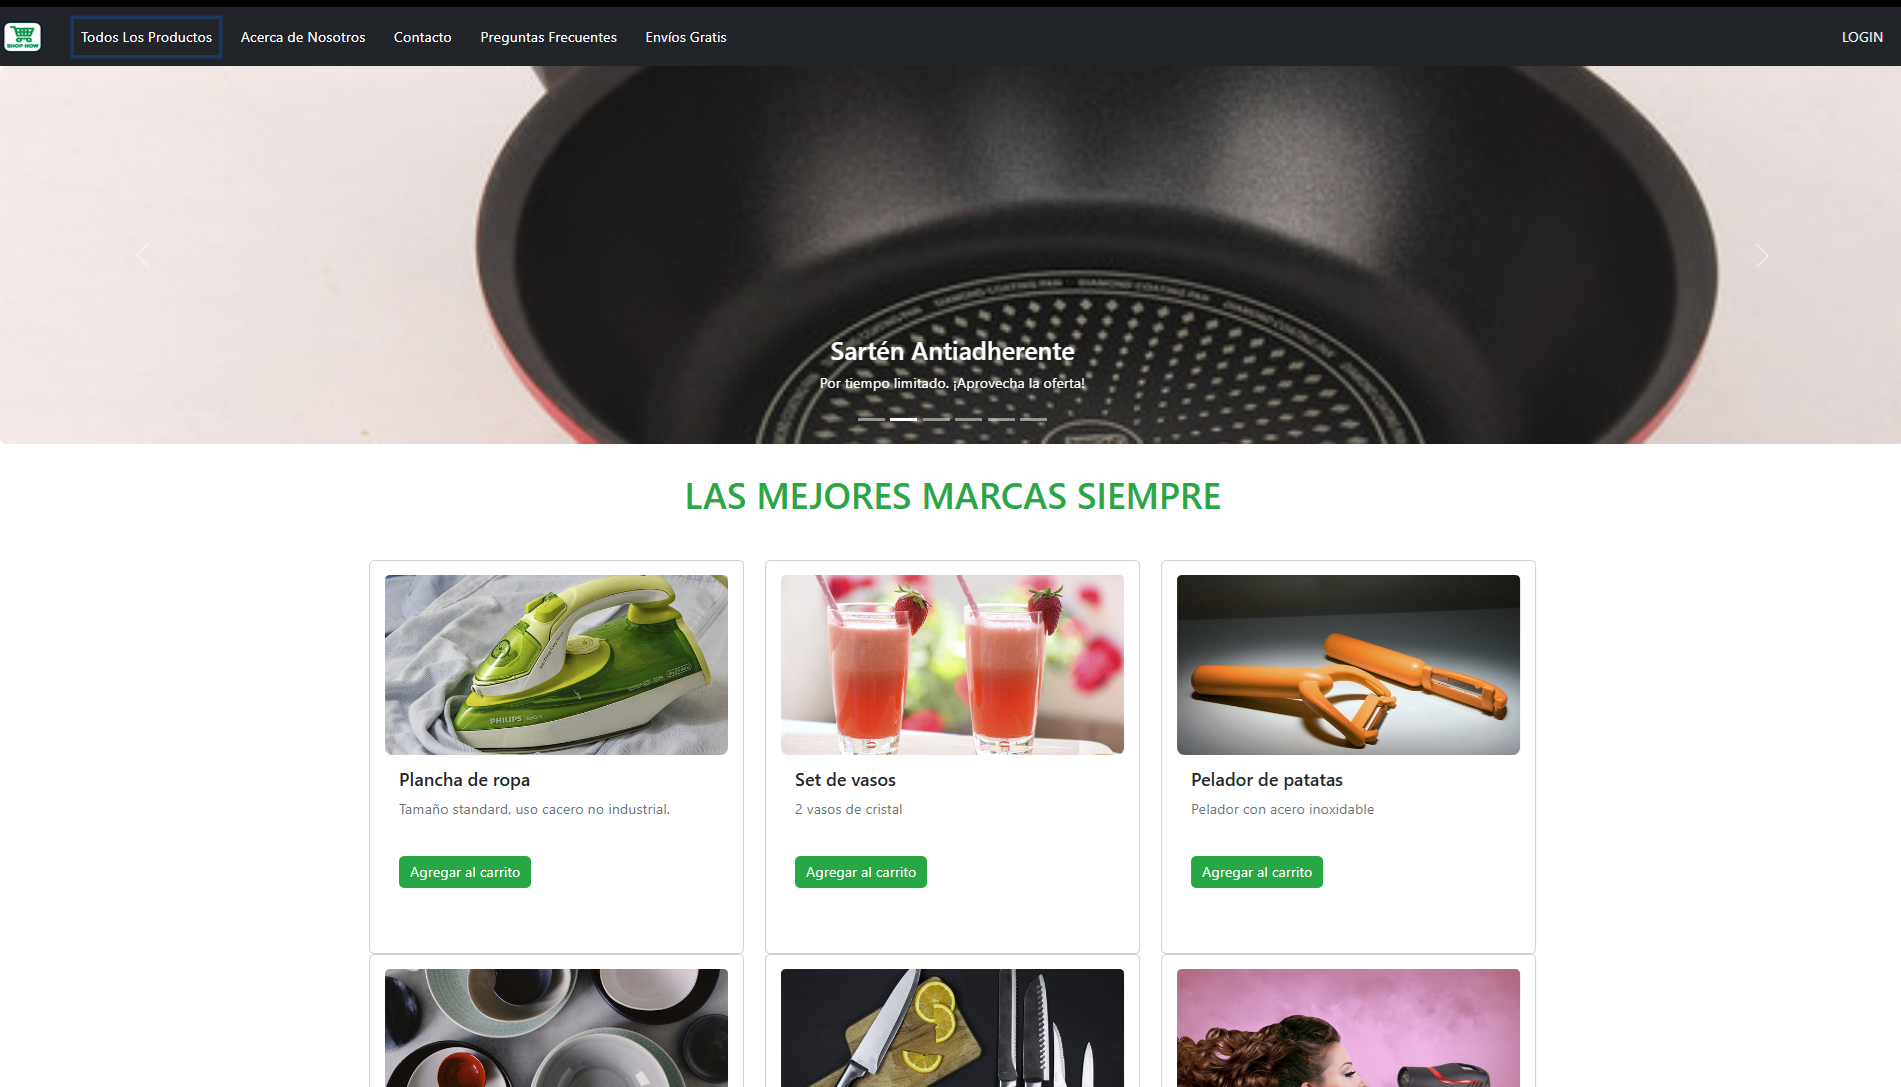 SHOP NOW
Todos Los Productos
Acerca de Nosotros
Contacto
Preguntas Frecuentes
Envíos Gratis
LOGIN
Sartén Antiadherente
Por tiempo limitado. ¡Aprovecha la oferta!
LAS MEJORES MARCAS SIEMPRE
PHILIPS
Plancha de ropa
Tamaño standard, uso cacero no industrial.
Agregar al carrito
Set de vasos
2 vasos de cristal
Agregar al carrito
Pelador de patatas
Pelador con acero inoxidable
Agregar al carrito